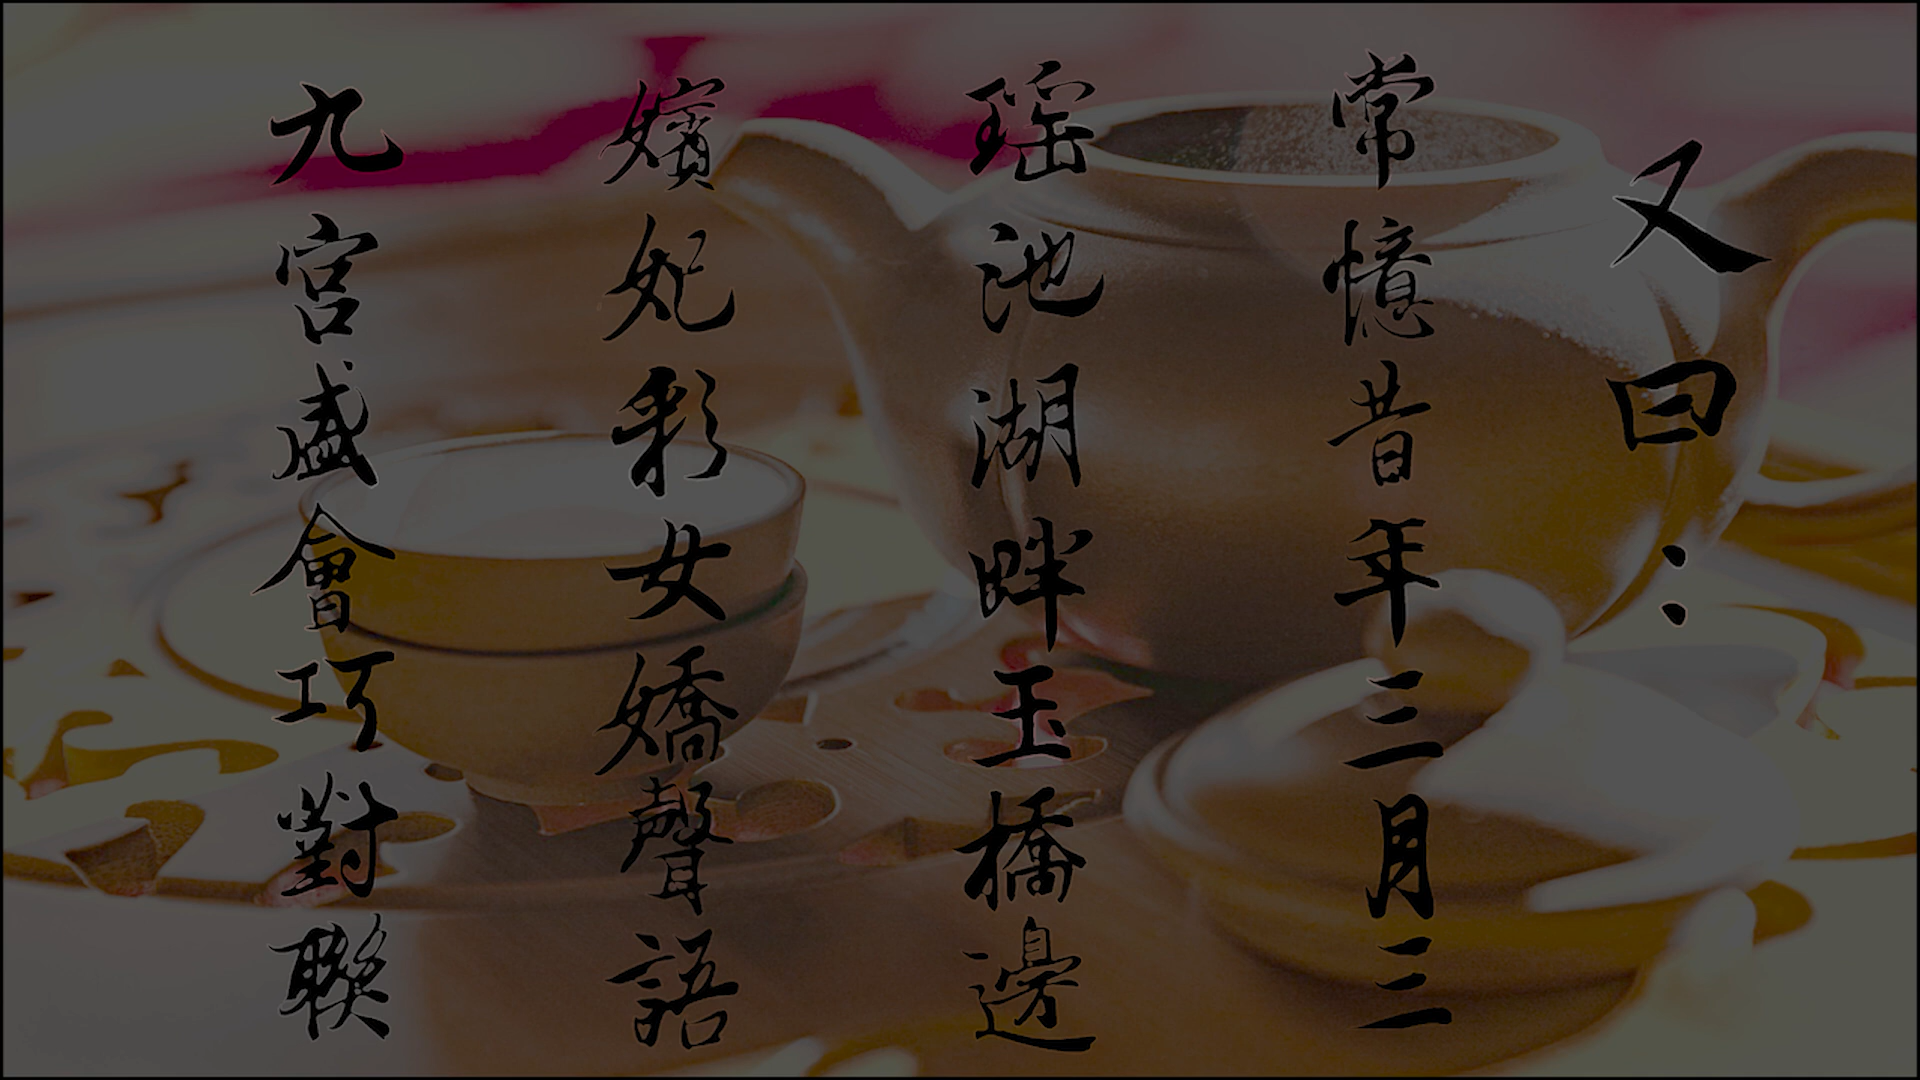 又曰：
常憶昔年三月三
瑶池湖畔玉橋邊
嬪妃彩女嬌聲語
九宮盛會巧對聯